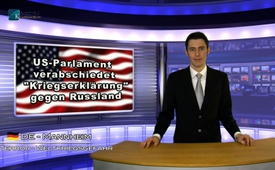 US-Parlament
verabschiedet
"Kriegserklärung"
gegen Russland
DE - MANNHEIM